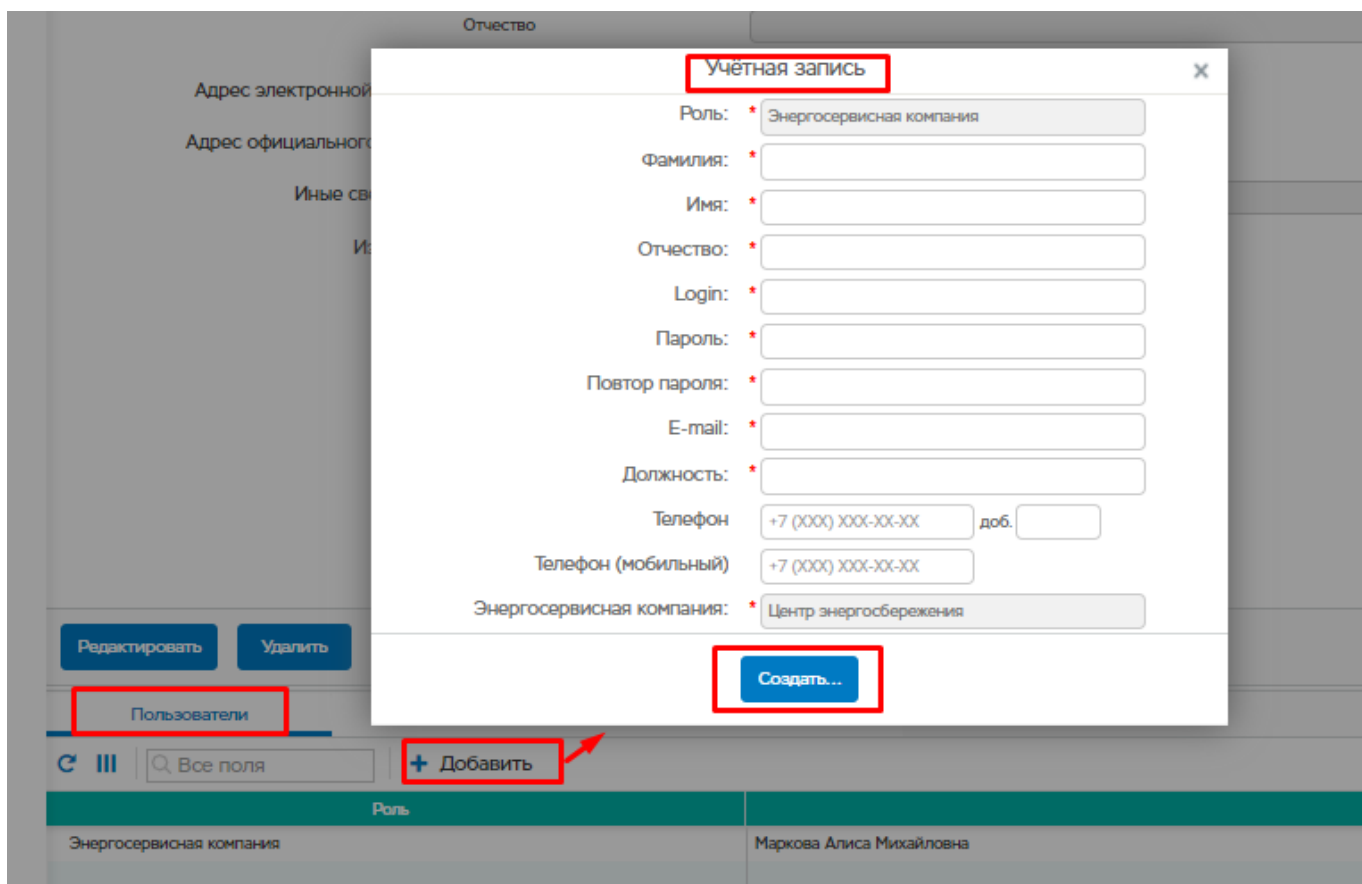 Отчество
Учётная запись
Адрес электронной
Роль: * Энергосервисная компания
Адрес официального
Фамилия: *
Иные
Имя: *
Отчество: *
Login: *
Пароль: *
Повтор пароля: *
E-mail: *
Должность: *
Телефон +7 (XXX) XXX-XX-XX доб.
Телефон (мобильный) +7 (XXX) XXX-XX-XX
Энергосервисная компания: * Центр энергосбережения
Редактировать Удалить
Создать...
Пользователи
Все поля + Добавить
Роль
Энергосервисная компания Маркова Алиса Михайловна